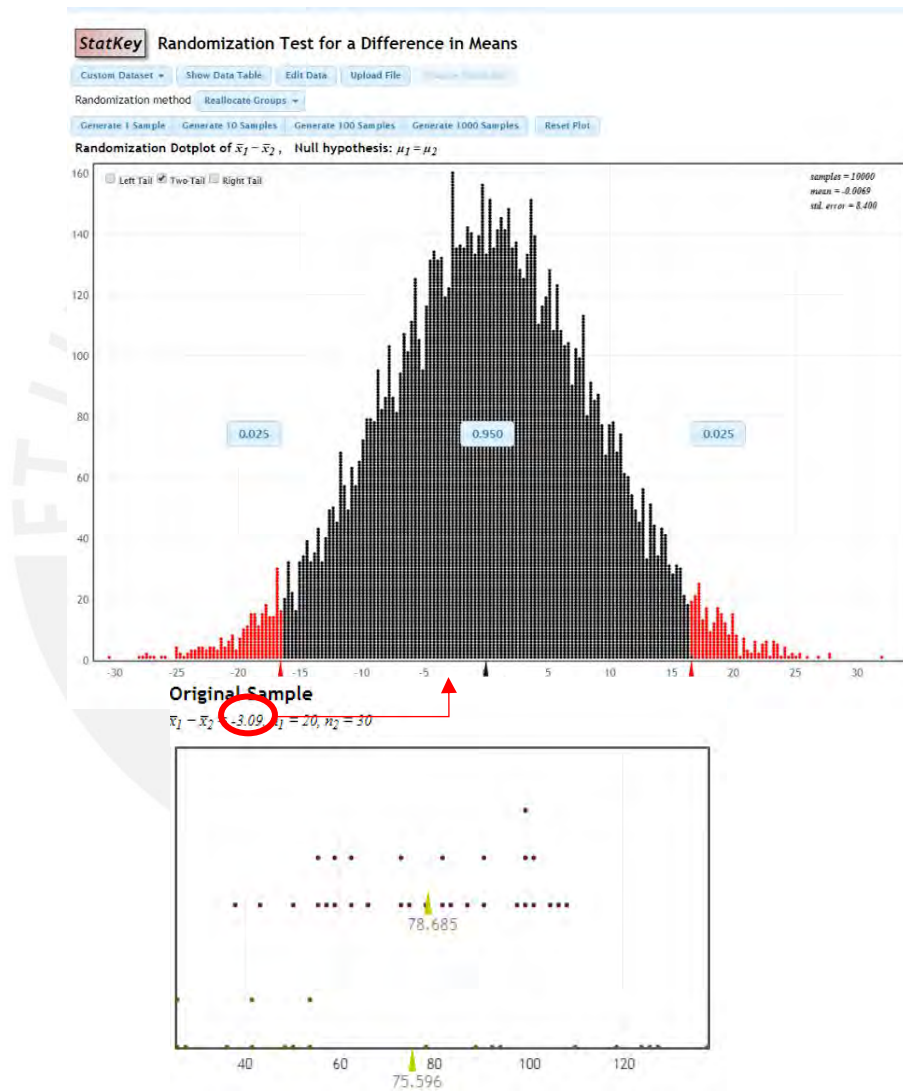 StatKey Randomization Test for a Difference in Means
Custom Dataset Show Data Table Edit Data Upload File
Randomization method Reallocate Groups
Generate 1 Sample Generate 10 Samples Generate 100 Samples Generate 1000 Samples Reset Plot
Randomization Dotplot of x̄₁ − x̄₂ , Null hypothesis: μ₁ = μ₂
160
Left Tail Two-Tail Right Tail
samples = 10000
mean = -0.0069
std. error = 8.400
140
120
100
80
0.025 0.950 0.025
60
40
20
0
-30 -25 -20 -15 -10 -5 0 5 10 15 20 25 30
Original Sample
x̄₁ − x̄₂ = -3.09, n₁ = 20, n₂ = 30
78.685
40 60 80 100 120
75.596